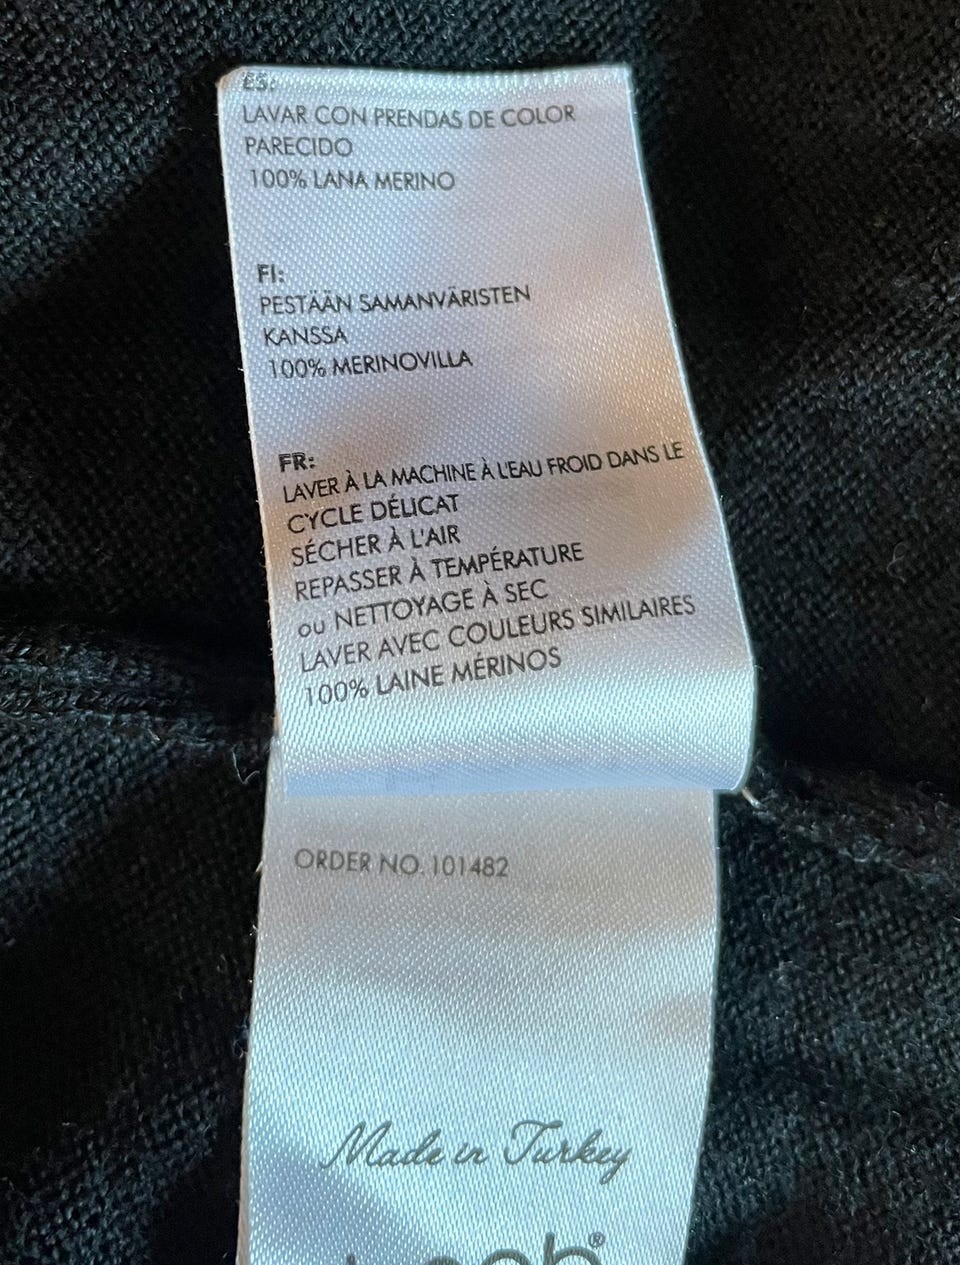 ES:
LAVAR CON PRENDAS DE COLOR
PARECIDO
100% LANA MERINO
FI:
PESTÄÄN SAMANVÄRISTEN
KANSSA
100% MERINOVILLA
FR:
LAVER À LA MACHINE À L'EAU FROID DANS LE
CYCLE DÉLICAT
SÉCHER À L'AIR
REPASSER À TEMPÉRATURE
OU NETTOYAGE À SEC
LAVER AVEC COULEURS SIMILAIRES
100% LAINE MÉRINOS
ORDER NO. 101482
Made in Turkey